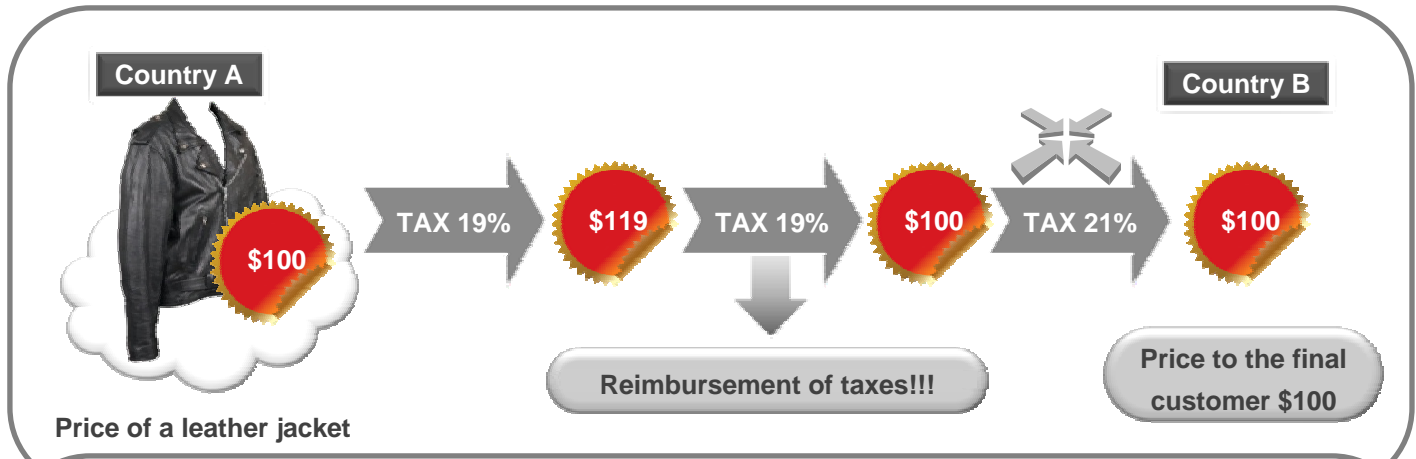 Country A
Country B
$100
TAX 19%
$119
TAX 19%
$100
TAX 21%
$100
Reimbursement of taxes!!!
Price to the final
customer $100
Price of a leather jacket